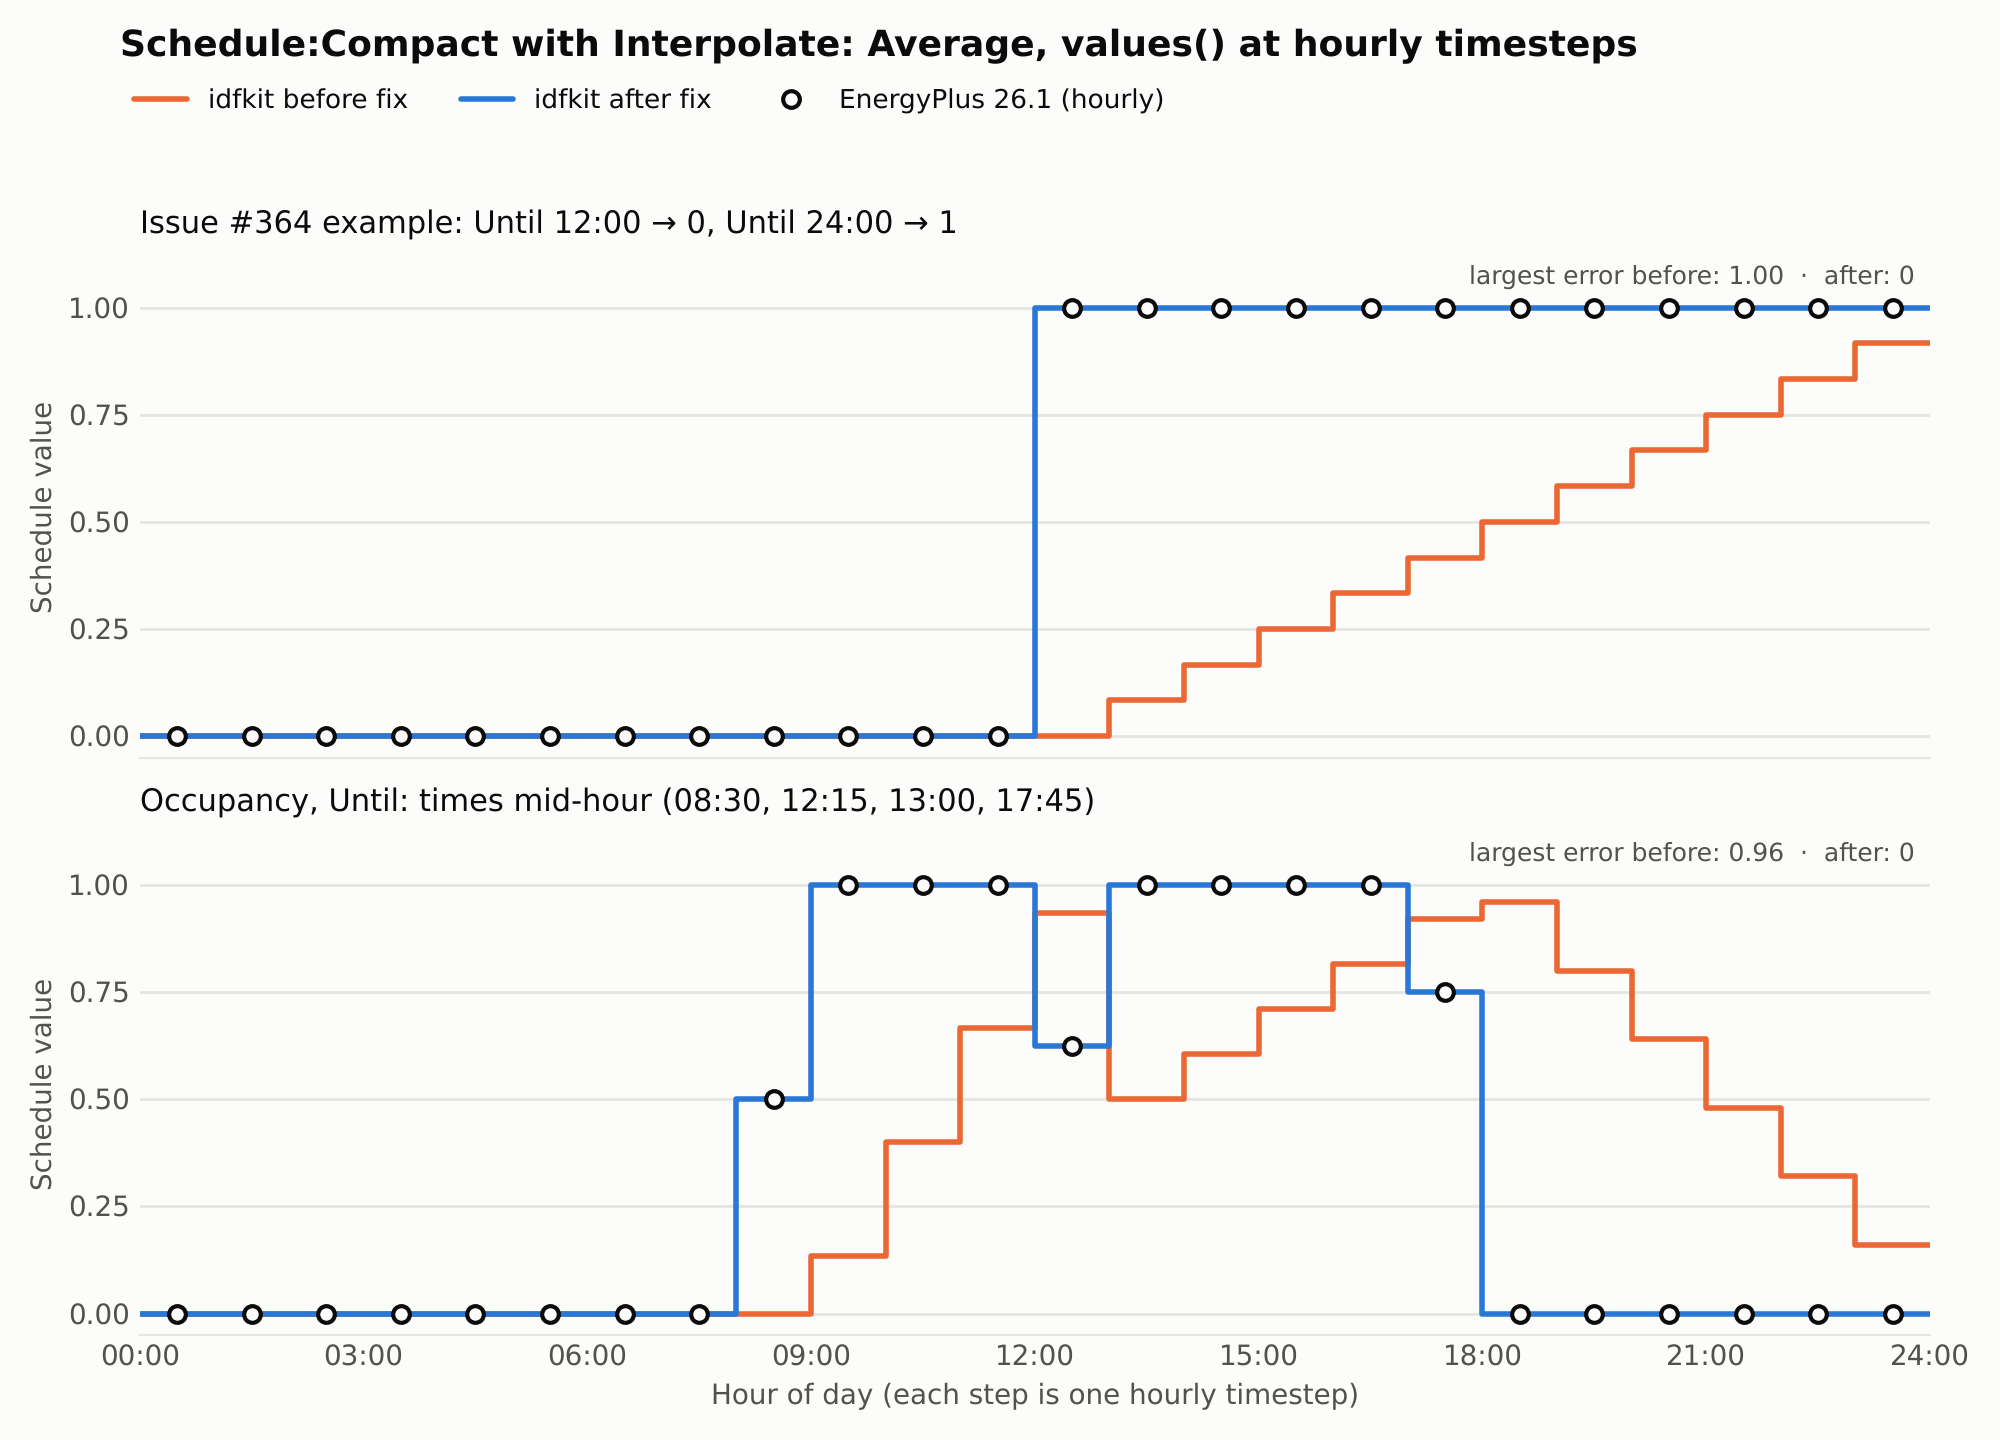 Schedule:Compact with Interpolate: Average, values() at hourly timesteps
idfkit before fix idfkit after fix EnergyPlus 26.1 (hourly)
Issue #364 example: Until 12:00 → 0, Until 24:00 → 1
largest error before: 1.00 · after: 0
Schedule value
1.00
0.75
0.50
0.25
0.00
Occupancy, Until: times mid-hour (08:30, 12:15, 13:00, 17:45)
largest error before: 0.96 · after: 0
Schedule value
1.00
0.75
0.50
0.25
0.00
00:00 03:00 06:00 09:00 12:00 15:00 18:00 21:00 24:00
Hour of day (each step is one hourly timestep)